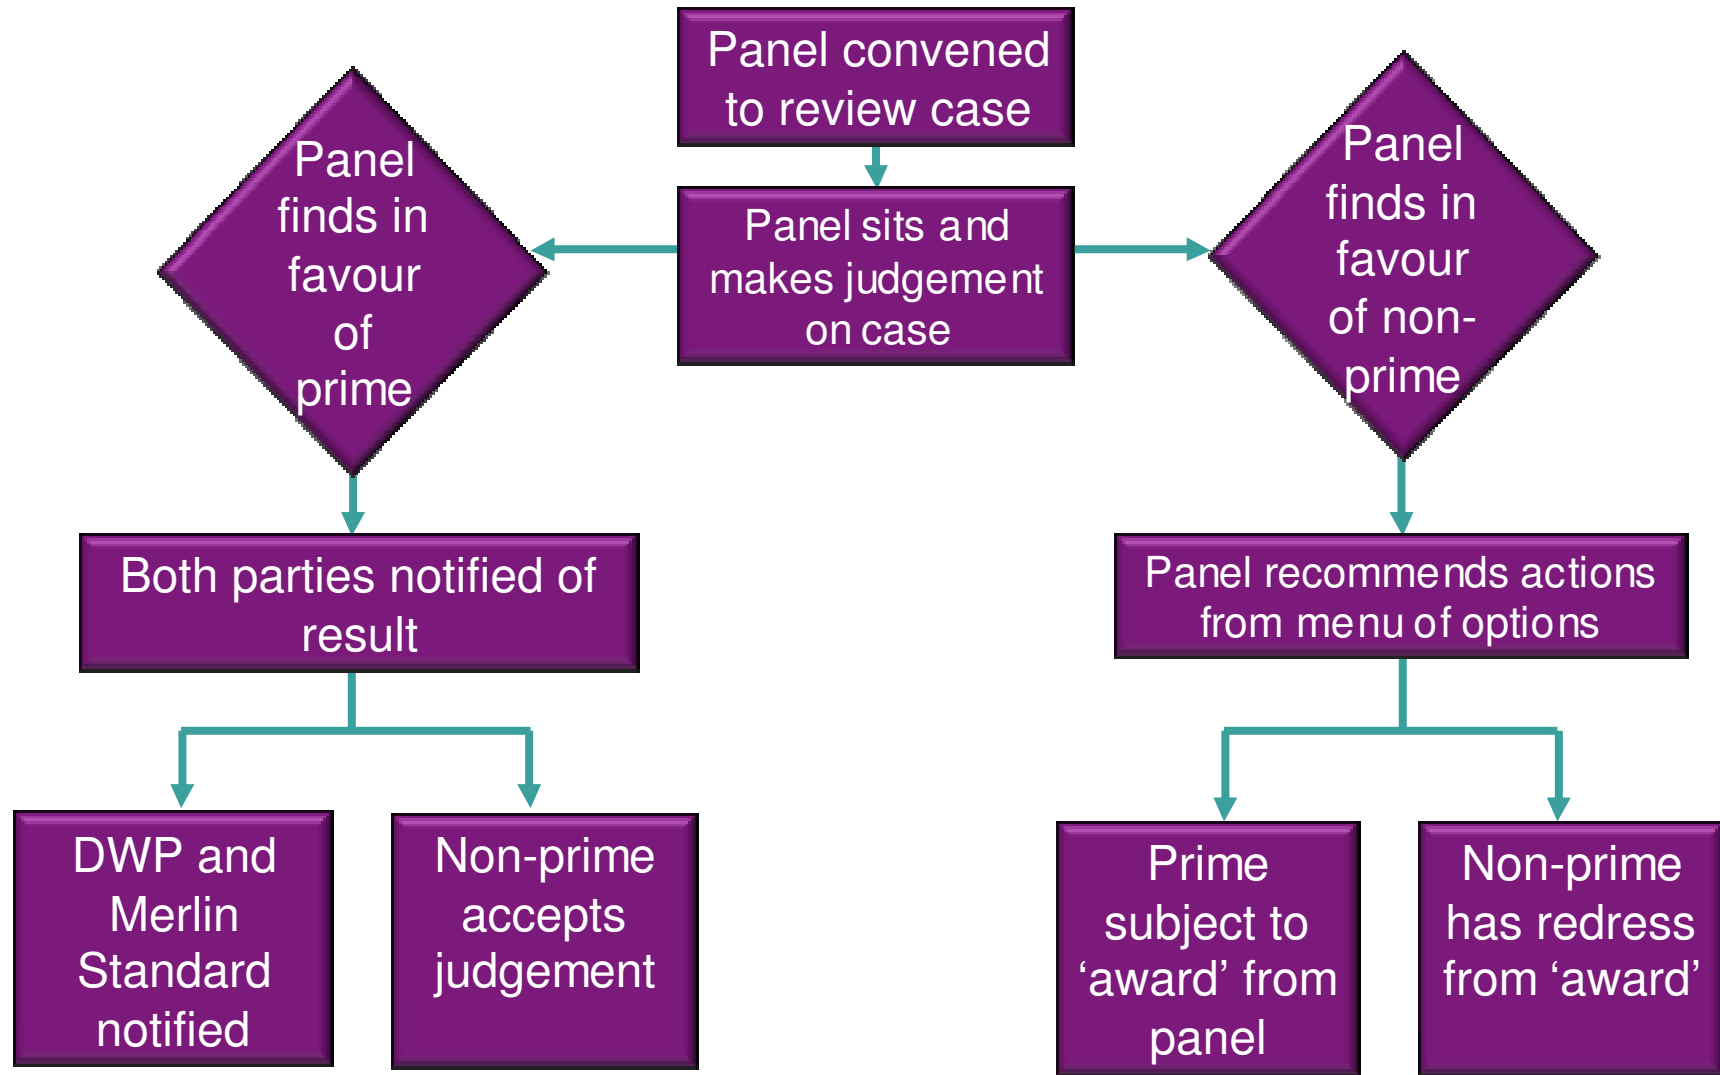 Panel convened
to review case
Panel sits and
makes judgement
on case
Panel
finds in
favour
of
prime
Panel
finds in
favour
of non-
prime
Both parties notified of
result
Panel recommends actions
from menu of options
DWP and
Merlin
Standard
notified
Non-prime
accepts
judgement
Prime
subject to
‘award’ from
panel
Non-prime
has redress
from ‘award’